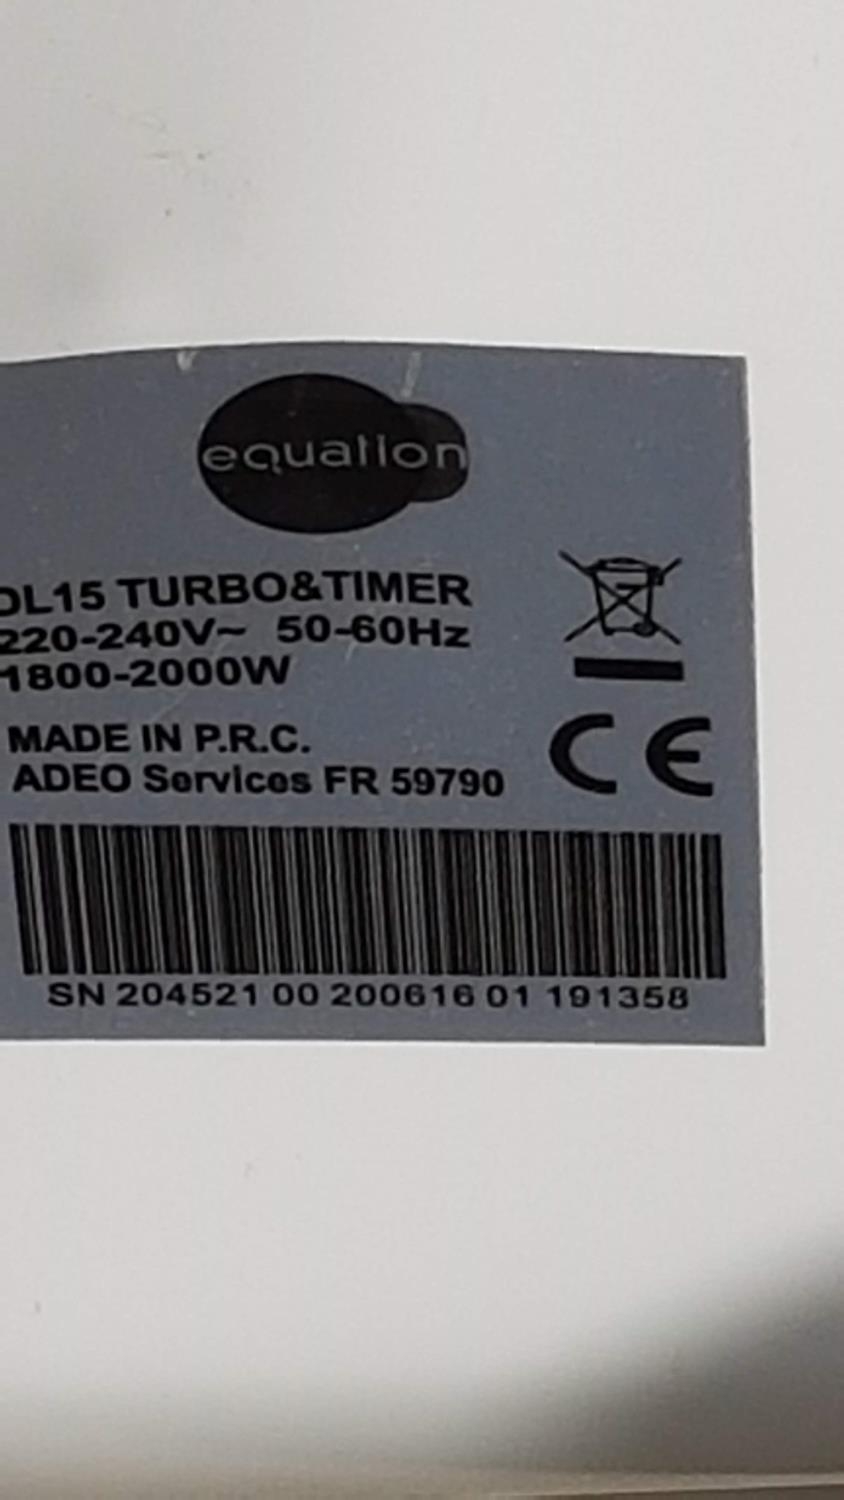 equation
DL15 TURBO&TIMER
220-240V~ 50-60Hz
1800-2000W
MADE IN P.R.C.
ADEO Services FR 59790
CE
SN 204521 00 200616 01 191358